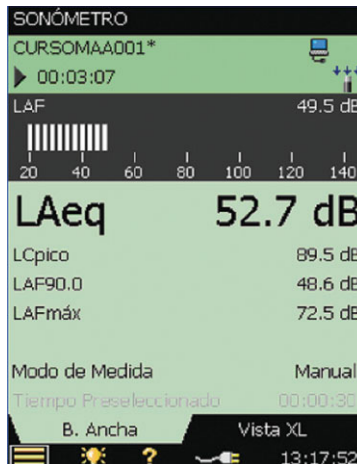 SONÓMETRO
CURSOMAA001*
00:03:07
LAF 49.5 dB
20 40 60 80 100 120 140
LAeq 52.7 dB
LCpico 89.5 dB
LAF90.0 48.6 dB
LAFmáx 72.5 dB
Modo de Medida Manual
Tiempo Preseleccionado 00:00:30
B. Ancha Vista XL
? 13:17:52